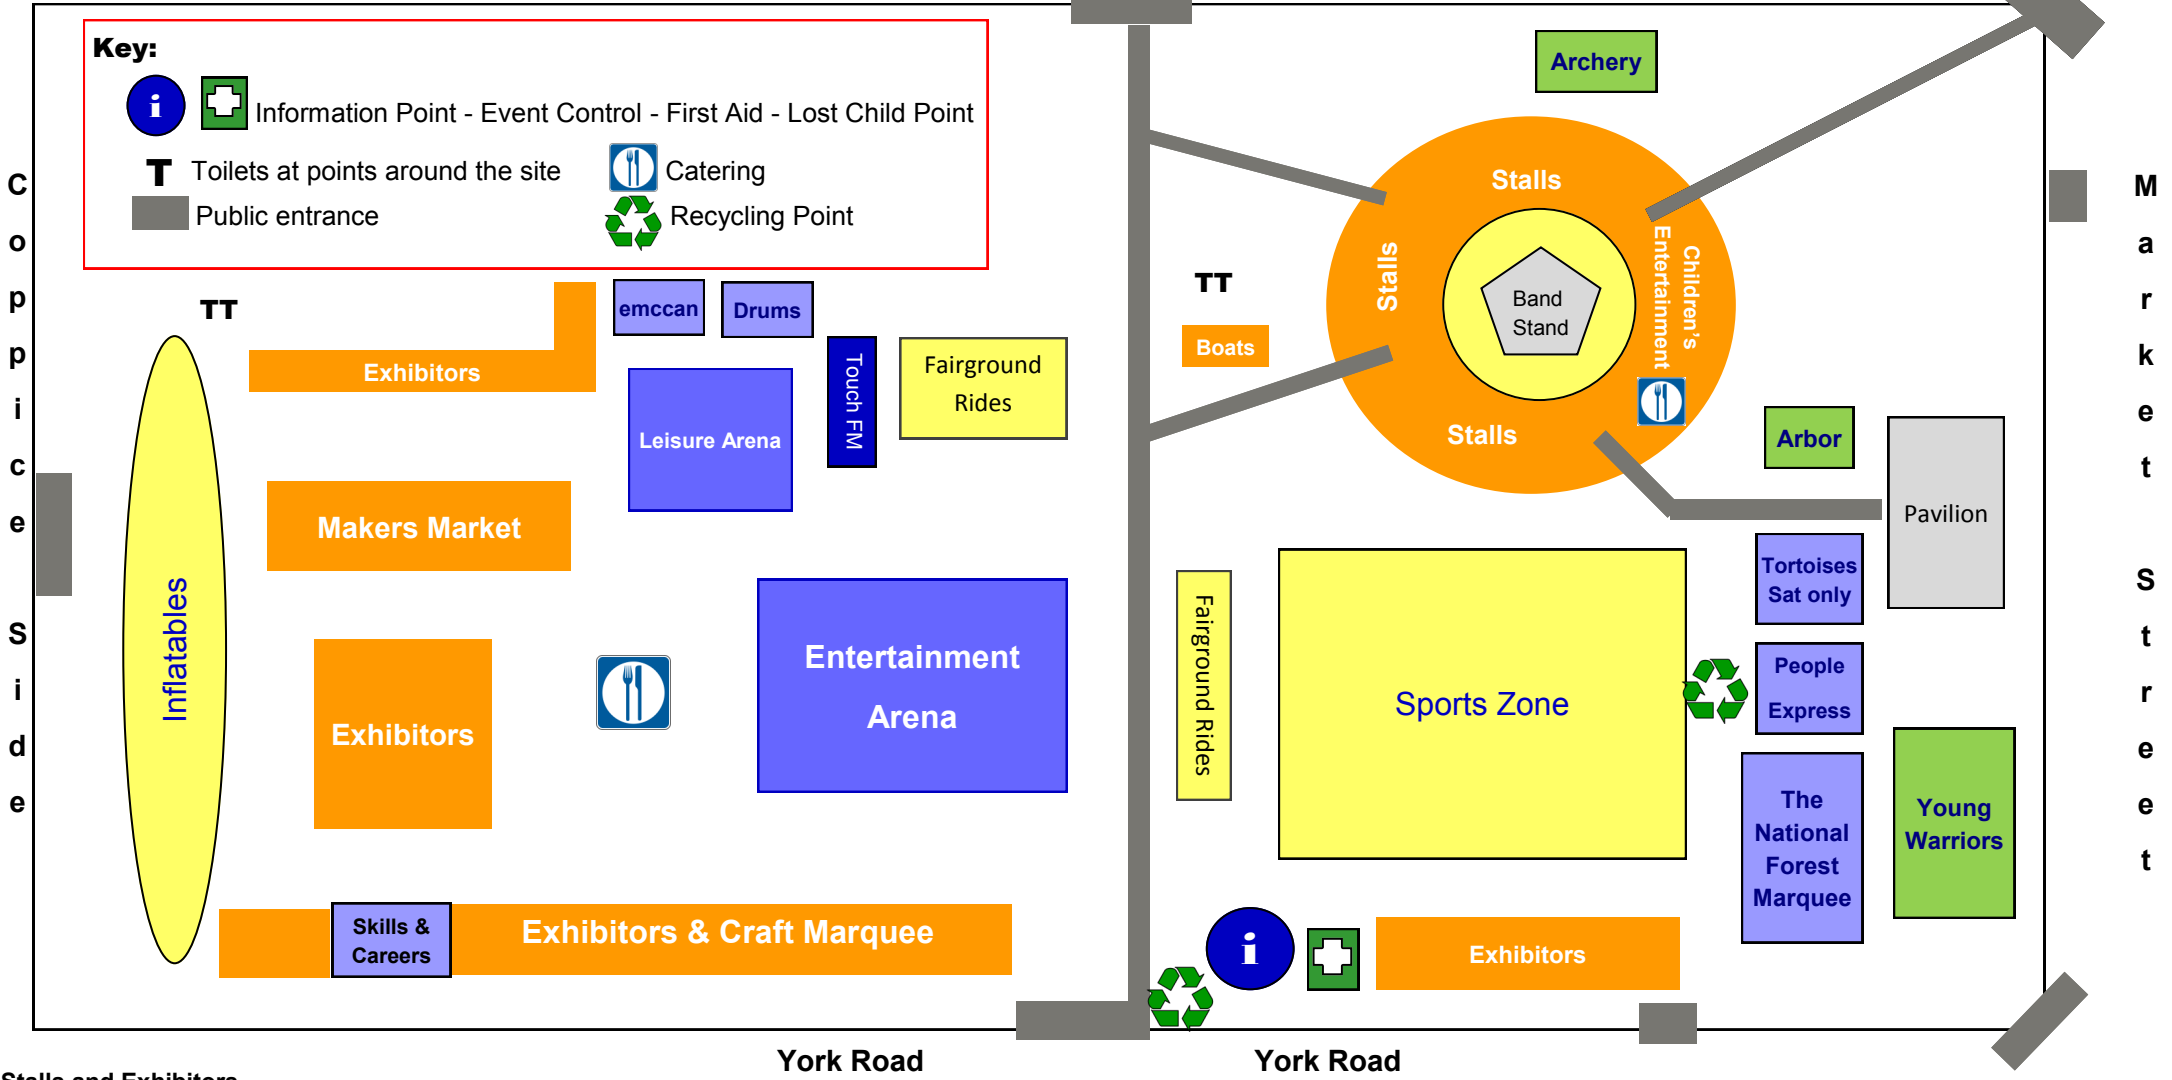 Key:
i
Information Point - Event Control - First Aid - Lost Child Point
T Toilets at points around the site
Catering
Public entrance
Recycling Point
Coppice Side
Market Street
TT
Exhibitors
emccan
Drums
Touch FM
Fairground
Rides
Leisure Arena
Makers Market
Inflatables
Exhibitors
Entertainment
Arena
Skills &
Careers
Exhibitors & Craft Marquee
Archery
Stalls
Stalls
Children's
Entertainment
Band
Stand
Stalls
TT
Boats
Arbor
Pavilion
Tortoises
Sat only
Fairground Rides
Sports Zone
People
Express
The
National
Forest
Marquee
Young
Warriors
i
Exhibitors
York Road
York Road
Stalls and Exhibitors